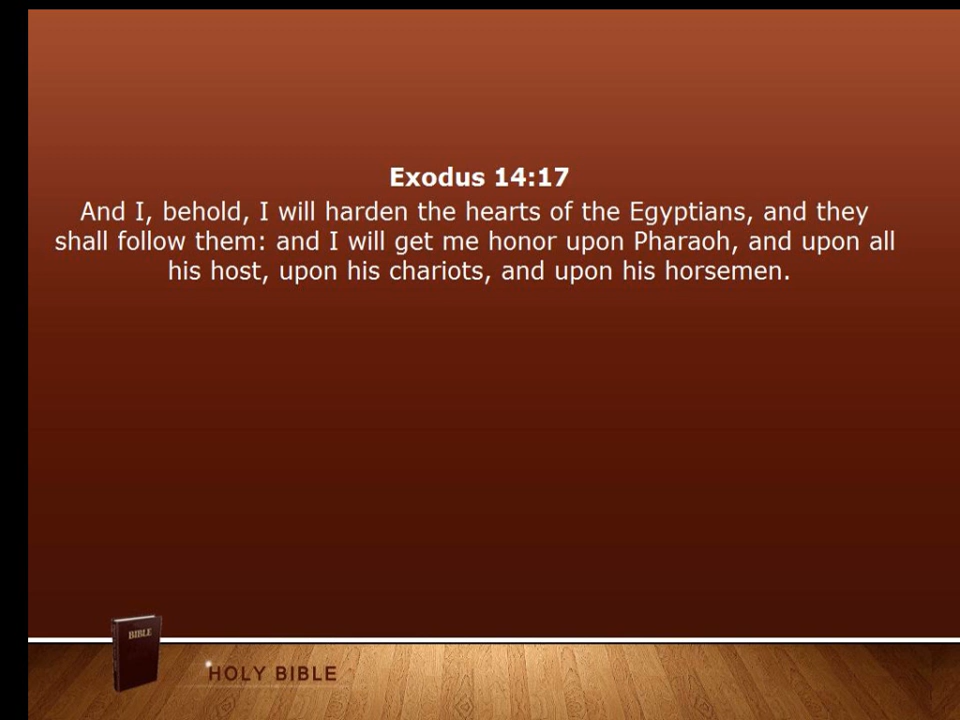 Exodus 14:17
And I, behold, I will harden the hearts of the Egyptians, and they
shall follow them: and I will get me honor upon Pharaoh, and upon all
his host, upon his chariots, and upon his horsemen.
BIBLE
HOLY BIBLE